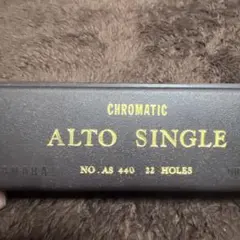 CHROMATIC
ALTO SINGLE
NO. AS 440 22 HOLES